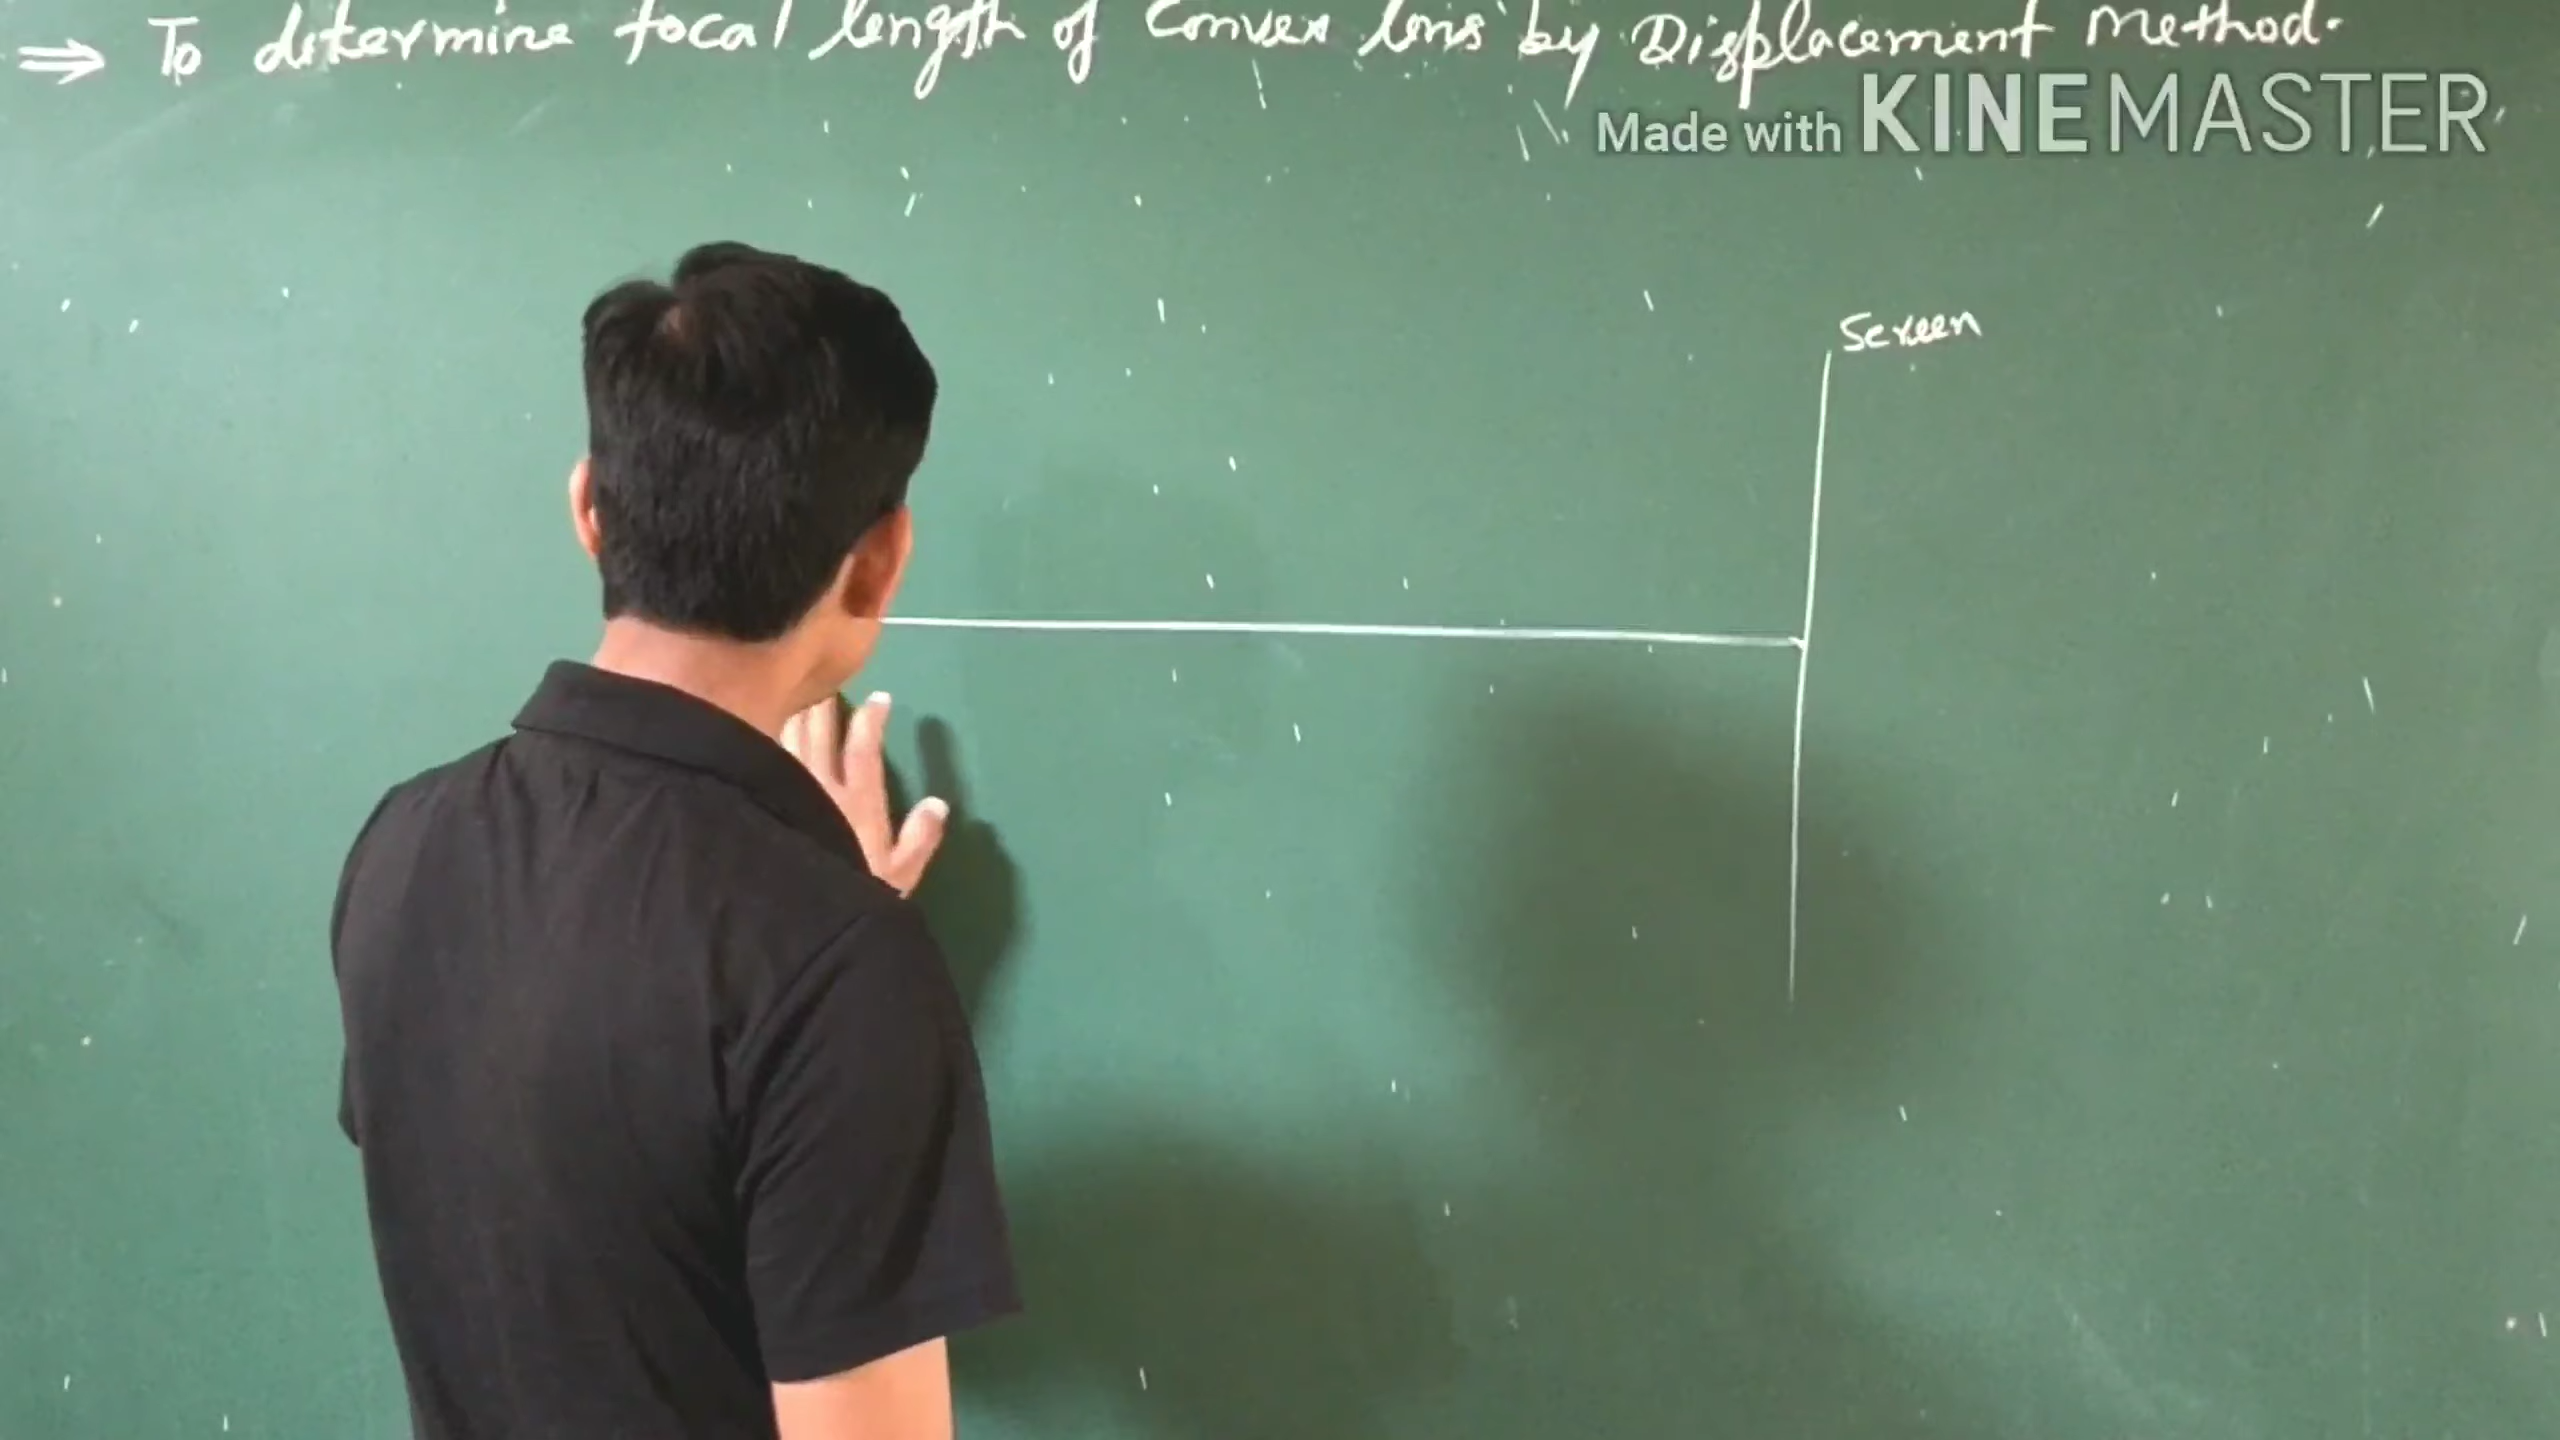 ⇒ To determine focal length of Convex lens by Displacement Method.
Made with KINEMASTER
Screen